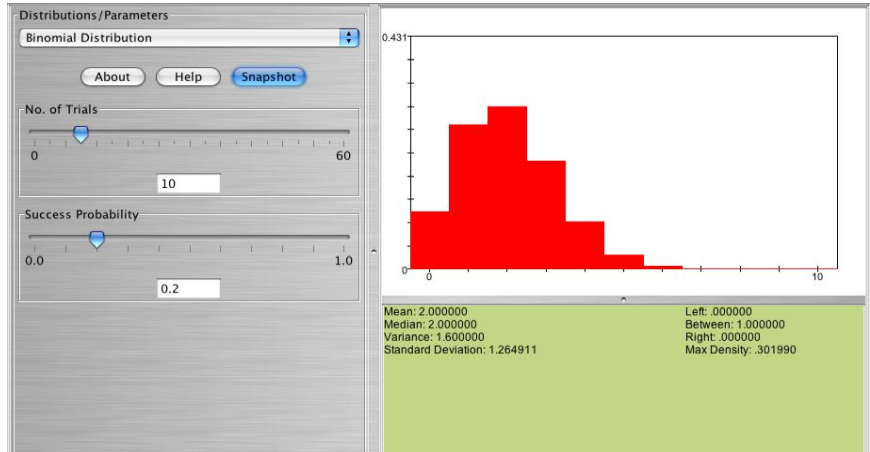 Distributions/Parameters
Binomial Distribution
About Help Snapshot
No. of Trials
0 60
10
Success Probability
0.0 1.0
0.2
0.431
0
0 10
Mean: 2.000000
Median: 2.000000
Variance: 1.600000
Standard Deviation: 1.264911
Left: .000000
Between: 1.000000
Right: .000000
Max Density: .301990